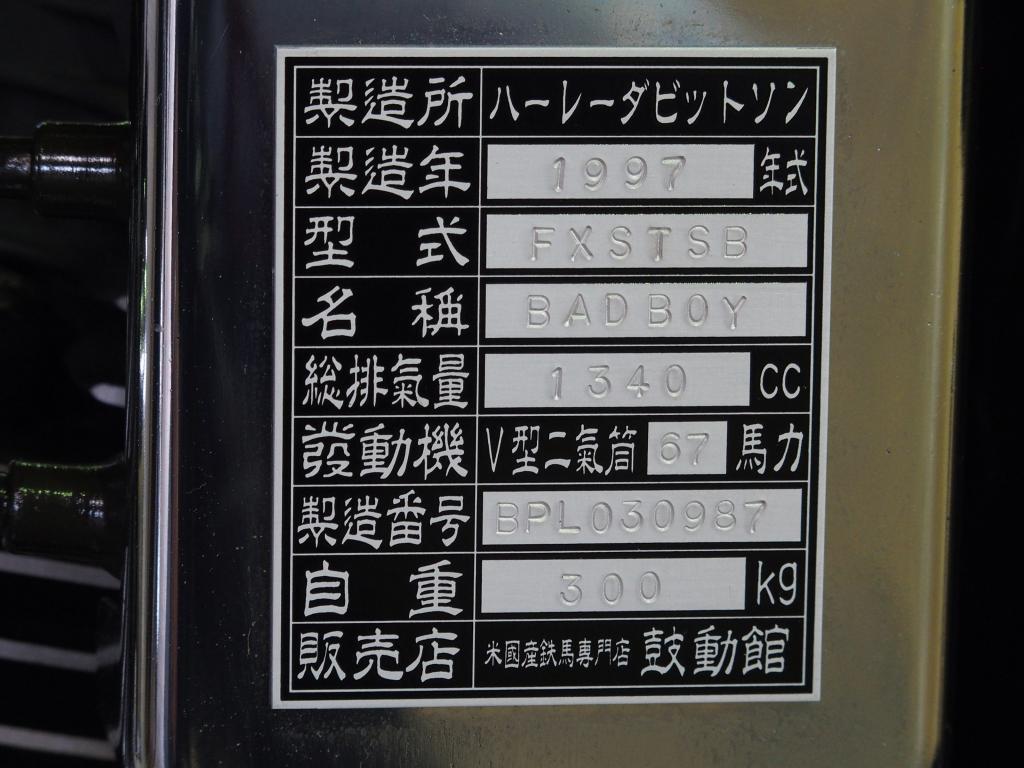 製造所 ハーレーダビットソン
製造年 1997 年式
型式 FXSTSB
名稱 BADBOY
総排氣量 1340 CC
發動機 V型二氣筒 67 馬力
製造番号 BPL030987
自重 300 kg
販売店 米國産鉄馬専門店 鼓動館